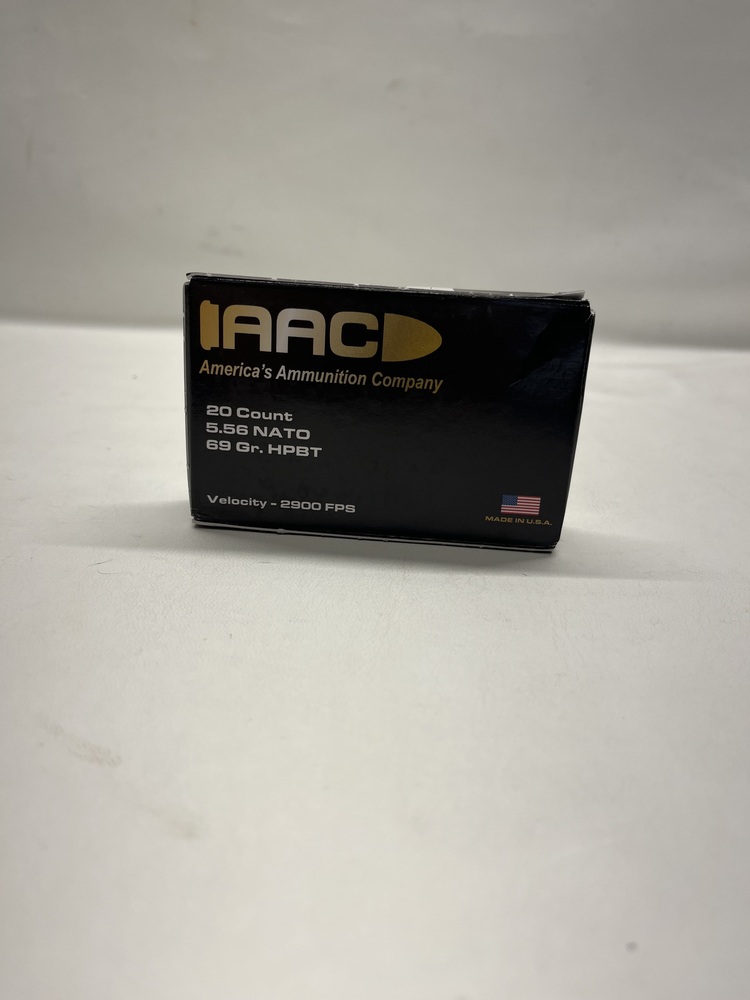 AAC
America's Ammunition Company
20 Count
5.56 NATO
69 Gr. HPBT
Velocity - 2900 FPS
MADE IN U.S.A.